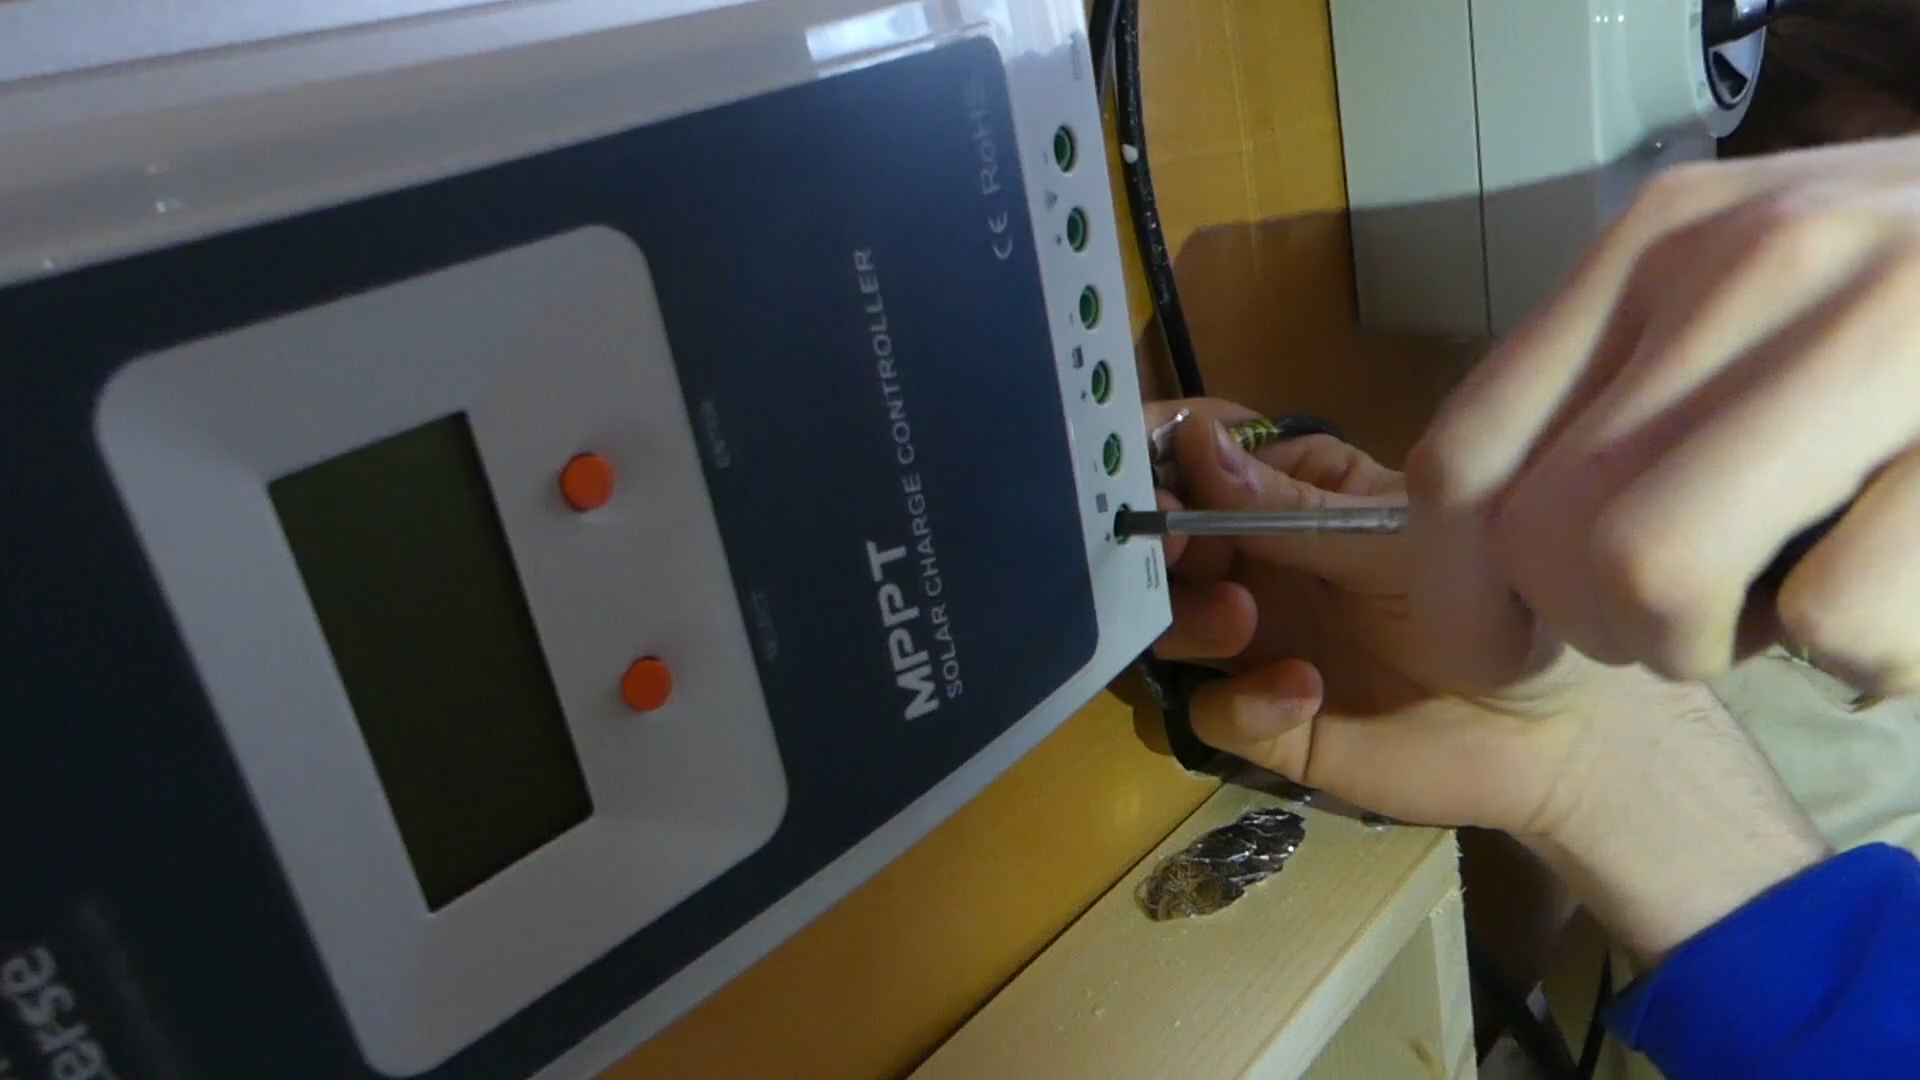 MPPT
SOLAR CHARGE CONTROLLER
CE RoHS
ENTER
SELECT